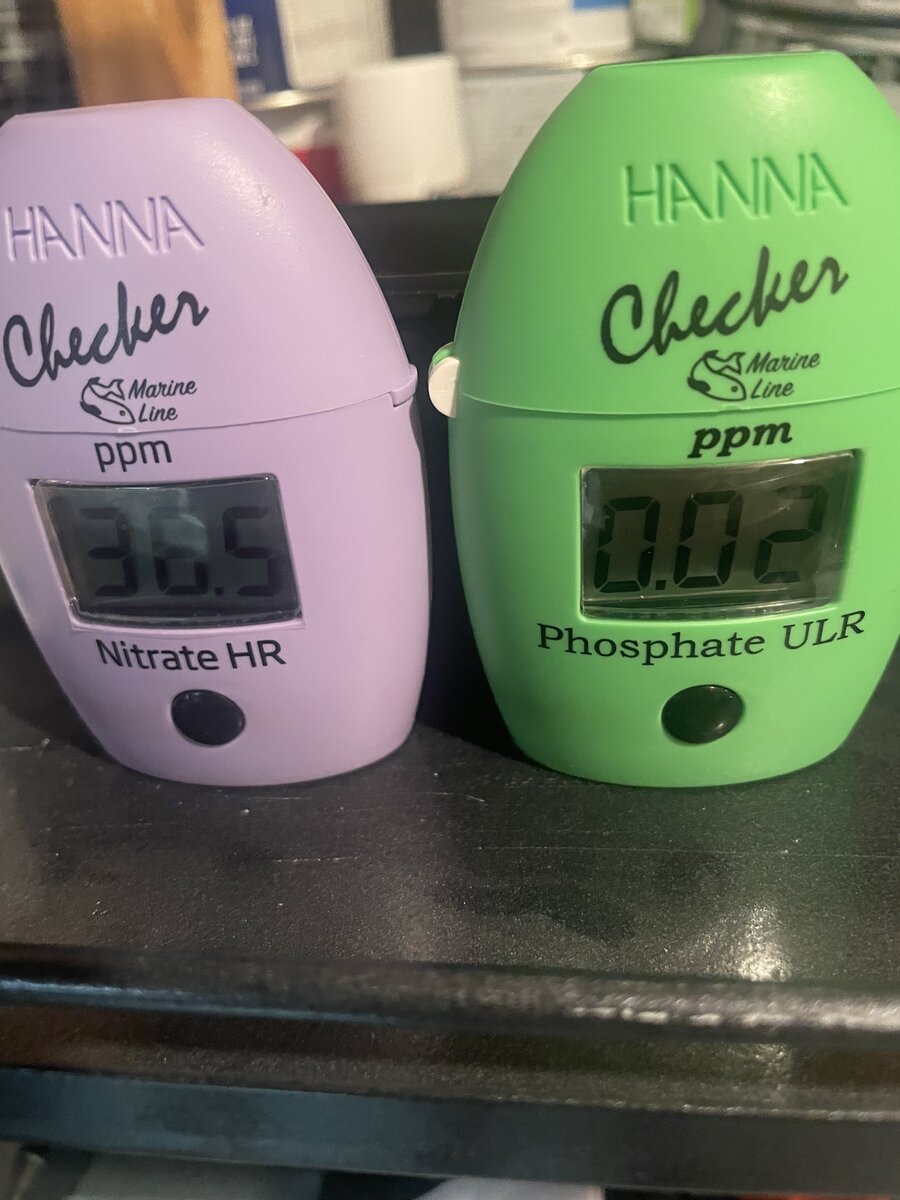 HANNA
Checker
Marine
Line
ppm
36.5
Nitrate HR
HANNA
Checker
Marine
Line
ppm
0.02
Phosphate ULR